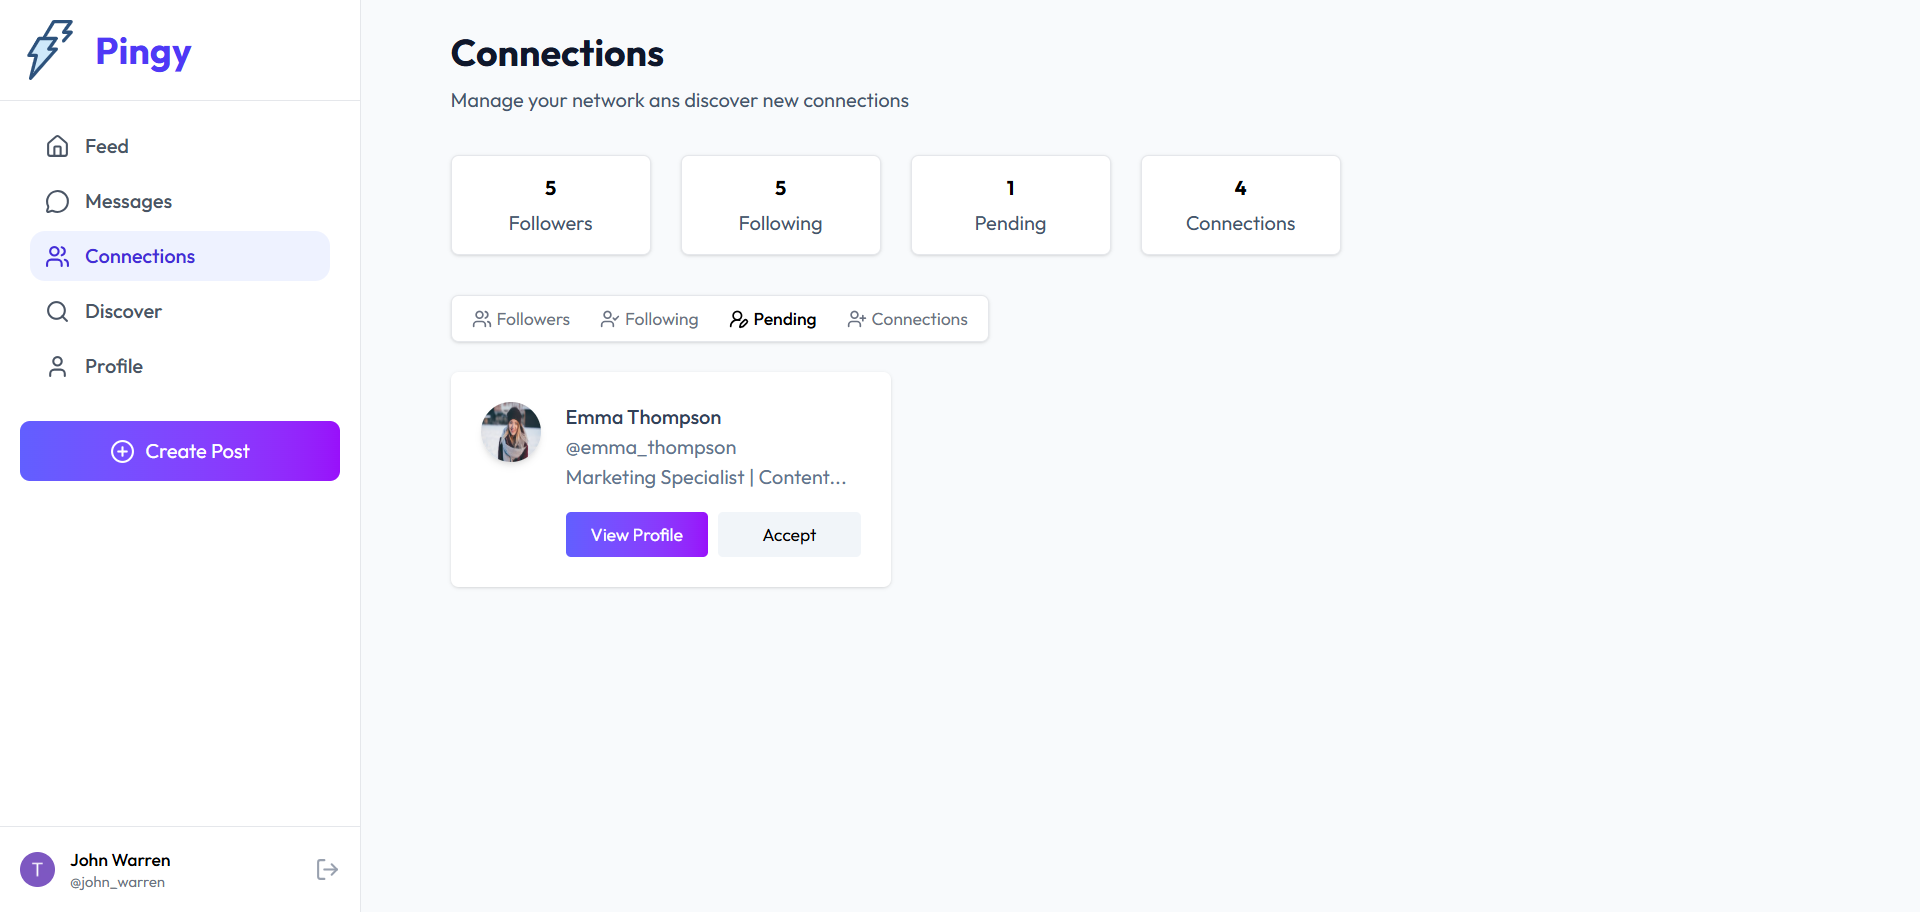 Pingy
Feed
Messages
Connections
Discover
Profile
Create Post
John Warren
@john_warren
T
Connections
Manage your network ans discover new connections
5
Followers
5
Following
1
Pending
4
Connections
Followers Following Pending Connections
Emma Thompson
@emma_thompson
Marketing Specialist | Content...
View Profile Accept